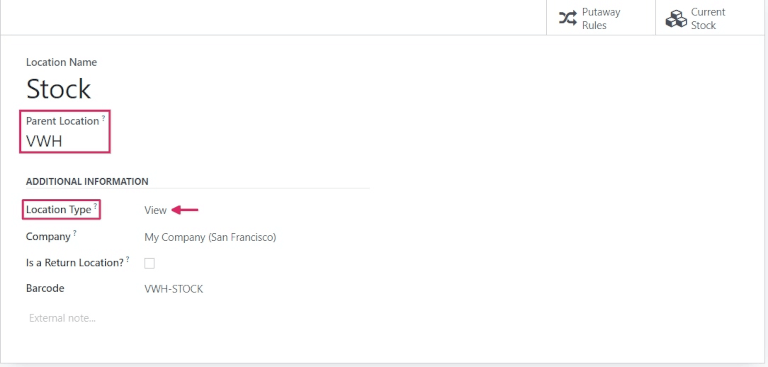 Putaway
Rules
Current
Stock
Location Name
Stock
Parent Location ?
VWH
ADDITIONAL INFORMATION
Location Type ? View
Company ? My Company (San Francisco)
Is a Return Location? ?
Barcode VWH-STOCK
External note...